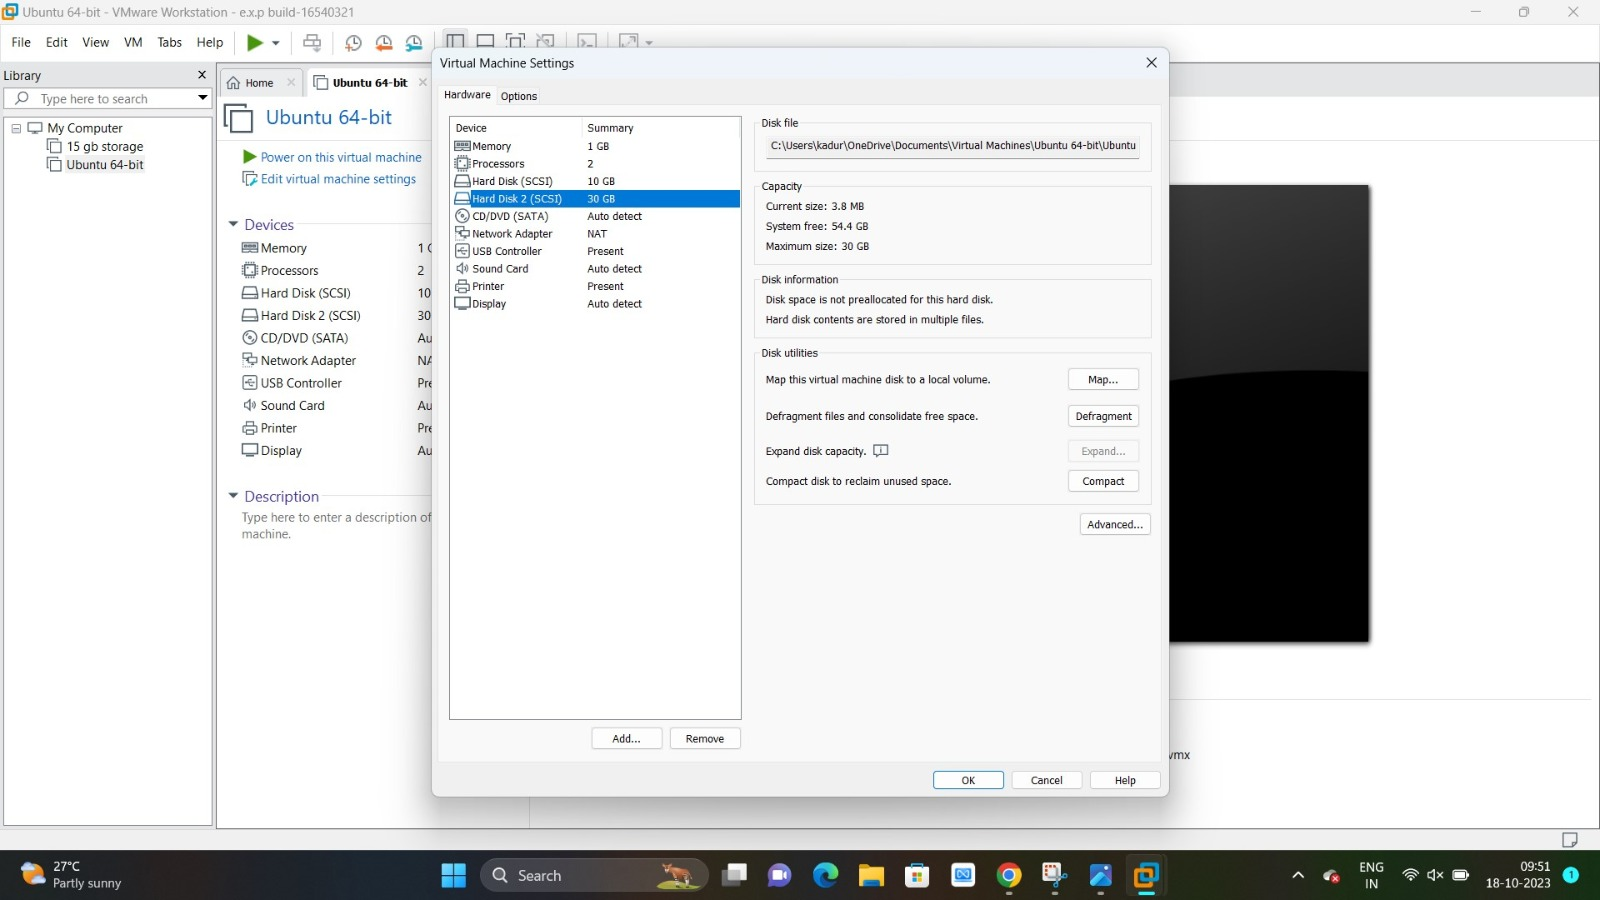 Ubuntu 64-bit - VMware Workstation - e.x.p build-16540321
File Edit View VM Tabs Help
Library
Type here to search
My Computer
15 gb storage
Ubuntu 64-bit
Home
Ubuntu 64-bit
Ubuntu 64-bit
Power on this virtual machine
Edit virtual machine settings
Devices
Memory 1
Processors 2
Hard Disk (SCSI) 10
Hard Disk 2 (SCSI) 30
CD/DVD (SATA) Au
Network Adapter NA
USB Controller Pre
Sound Card Au
Printer Pre
Display Au
Description
Type here to enter a description of
machine.
Virtual Machine Settings
Hardware Options
Device Summary
Memory 1 GB
Processors 2
Hard Disk (SCSI) 10 GB
Hard Disk 2 (SCSI) 30 GB
CD/DVD (SATA) Auto detect
Network Adapter NAT
USB Controller Present
Sound Card Auto detect
Printer Present
Display Auto detect
Add... Remove
Disk file
C:\Users\kadur\OneDrive\Documents\Virtual Machines\Ubuntu 64-bit\Ubuntu
Capacity
Current size: 3.8 MB
System free: 54.4 GB
Maximum size: 30 GB
Disk information
Disk space is not preallocated for this hard disk.
Hard disk contents are stored in multiple files.
Disk utilities
Map this virtual machine disk to a local volume. Map...
Defragment files and consolidate free space. Defragment
Expand disk capacity. Expand...
Compact disk to reclaim unused space. Compact
Advanced...
OK Cancel Help
vmx
27°C
Partly sunny
Search
ENG
IN
09:51
18-10-2023
1